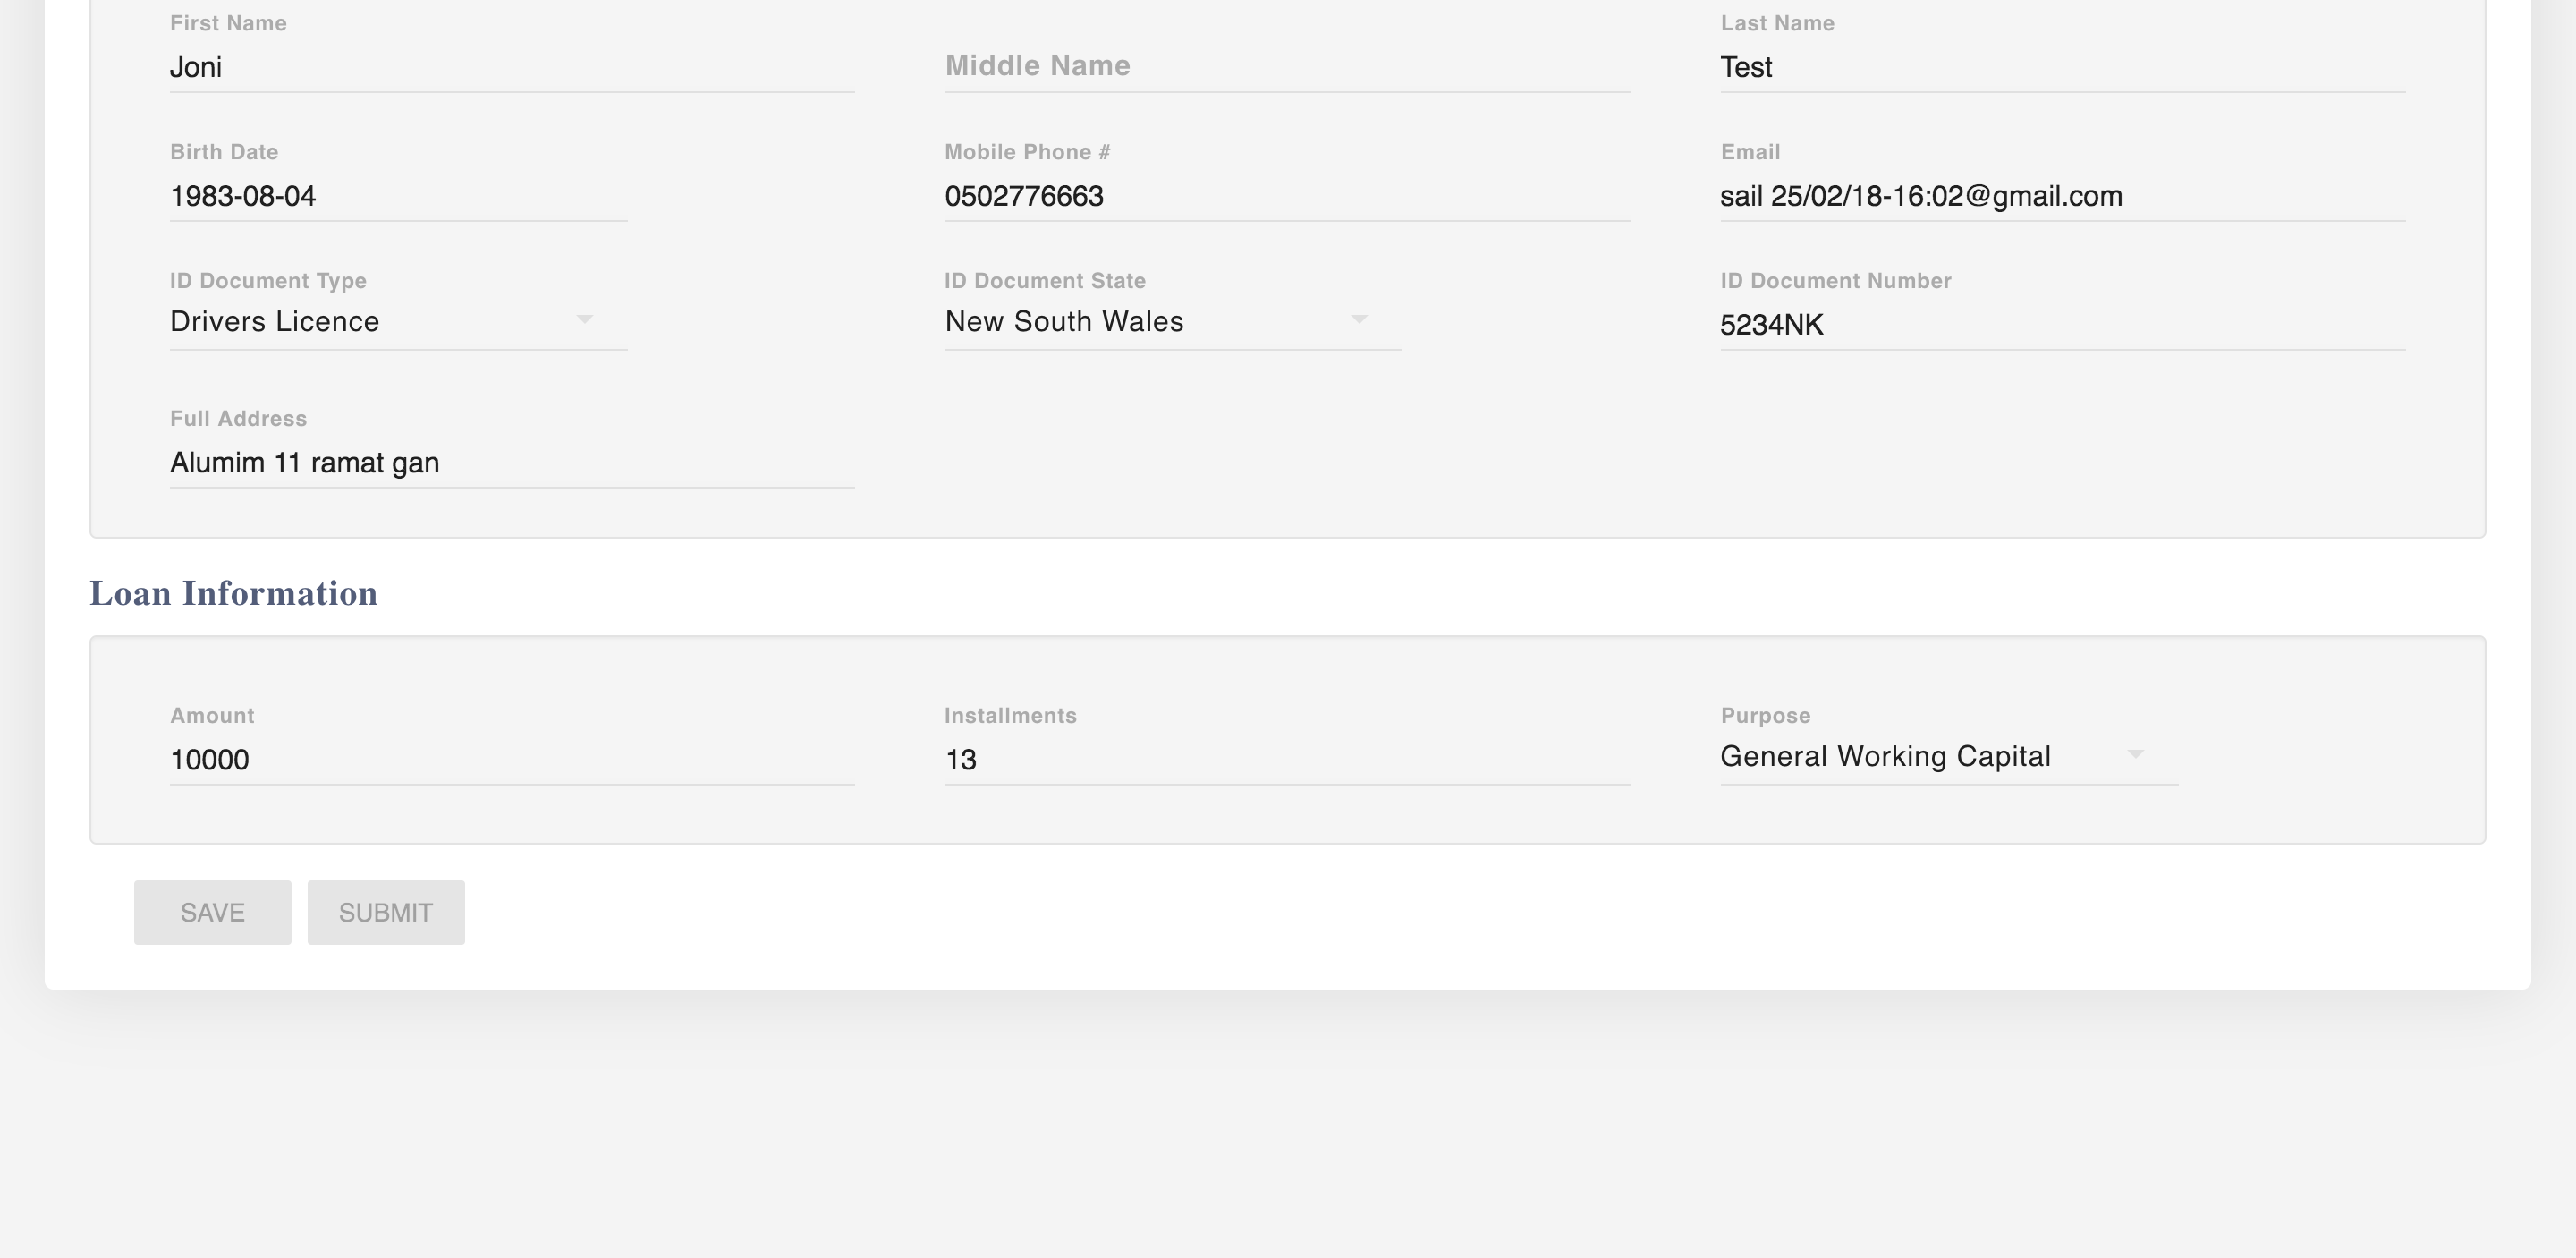 First Name
Joni
Middle Name
Last Name
Test
Birth Date
1983-08-04
Mobile Phone #
0502776663
Email
sail 25/02/18-16:02@gmail.com
ID Document Type
Drivers Licence
ID Document State
New South Wales
ID Document Number
5234NK
Full Address
Alumim 11 ramat gan
Loan Information
Amount
10000
Installments
13
Purpose
General Working Capital
SAVE
SUBMIT